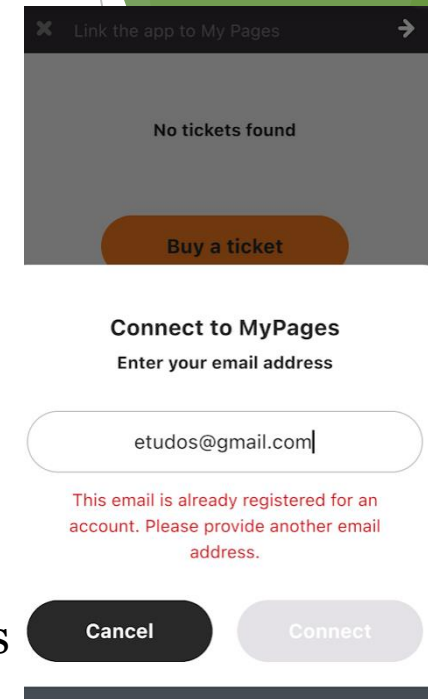 Link the app to My Pages
No tickets found
Buy a ticket
Connect to MyPages
Enter your email address
etudos@gmail.com
This email is already registered for an
account. Please provide another email
address.
s
Cancel
Connect